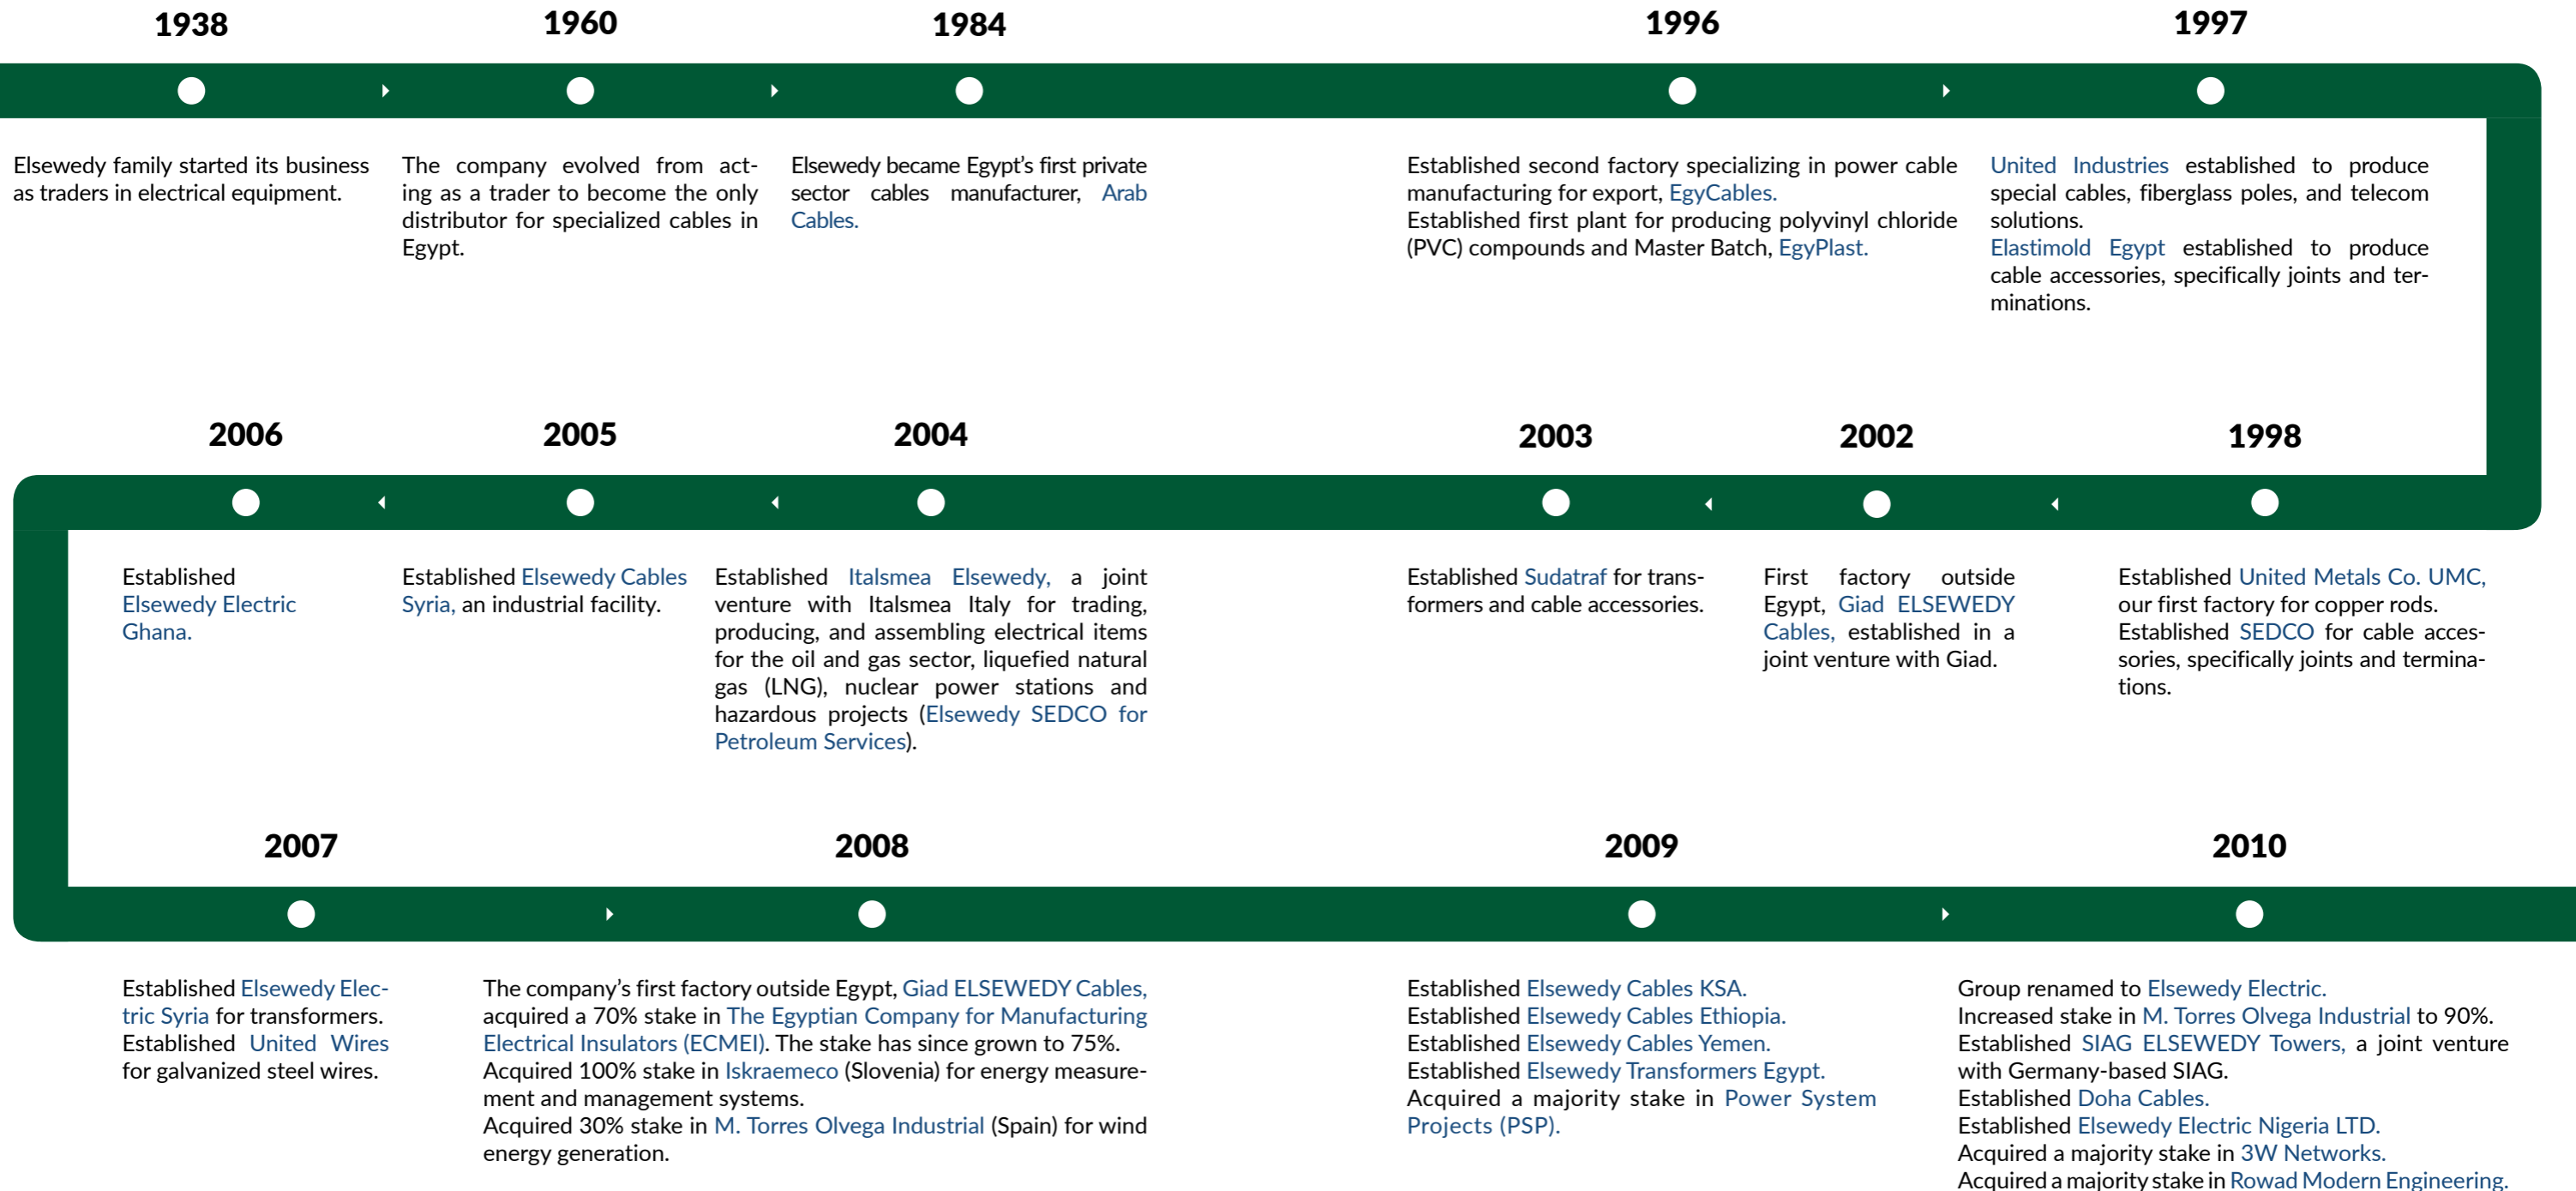 1938
Elsewedy family started its business
as traders in electrical equipment.
1960
The company evolved from act-
ing as a trader to become the only
distributor for specialized cables in
Egypt.
1984
Elsewedy became Egypt’s first private
sector cables manufacturer, Arab
Cables.
1996
Established second factory specializing in power cable
manufacturing for export, EgyCables.
Established first plant for producing polyvinyl chloride
(PVC) compounds and Master Batch, EgyPlast.
1997
United Industries established to produce
special cables, fiberglass poles, and telecom
solutions.
Elastimold Egypt established to produce
cable accessories, specifically joints and ter-
minations.
1998
Established United Metals Co. UMC,
our first factory for copper rods.
Established SEDCO for cable acces-
sories, specifically joints and termina-
tions.
2002
First factory outside
Egypt, Giad ELSEWEDY
Cables, established in a
joint venture with Giad.
2003
Established Sudatraf for trans-
formers and cable accessories.
2004
Established Italsmea Elsewedy, a joint
venture with Italsmea Italy for trading,
producing, and assembling electrical items
for the oil and gas sector, liquefied natural
gas (LNG), nuclear power stations and
hazardous projects (Elsewedy SEDCO for
Petroleum Services).
2005
Established Elsewedy Cables
Syria, an industrial facility.
2006
Established
Elsewedy Electric
Ghana.
2007
Established Elsewedy Elec-
tric Syria for transformers.
Established United Wires
for galvanized steel wires.
2008
The company’s first factory outside Egypt, Giad ELSEWEDY Cables,
acquired a 70% stake in The Egyptian Company for Manufacturing
Electrical Insulators (ECMEI). The stake has since grown to 75%.
Acquired 100% stake in Iskraemeco (Slovenia) for energy measure-
ment and management systems.
Acquired 30% stake in M. Torres Olvega Industrial (Spain) for wind
energy generation.
2009
Established Elsewedy Cables KSA.
Established Elsewedy Cables Ethiopia.
Established Elsewedy Cables Yemen.
Established Elsewedy Transformers Egypt.
Acquired a majority stake in Power System
Projects (PSP).
2010
Group renamed to Elsewedy Electric.
Increased stake in M. Torres Olvega Industrial to 90%.
Established SIAG ELSEWEDY Towers, a joint venture
with Germany-based SIAG.
Established Doha Cables.
Established Elsewedy Electric Nigeria LTD.
Acquired a majority stake in 3W Networks.
Acquired a majority stake in Rowad Modern Engineering.